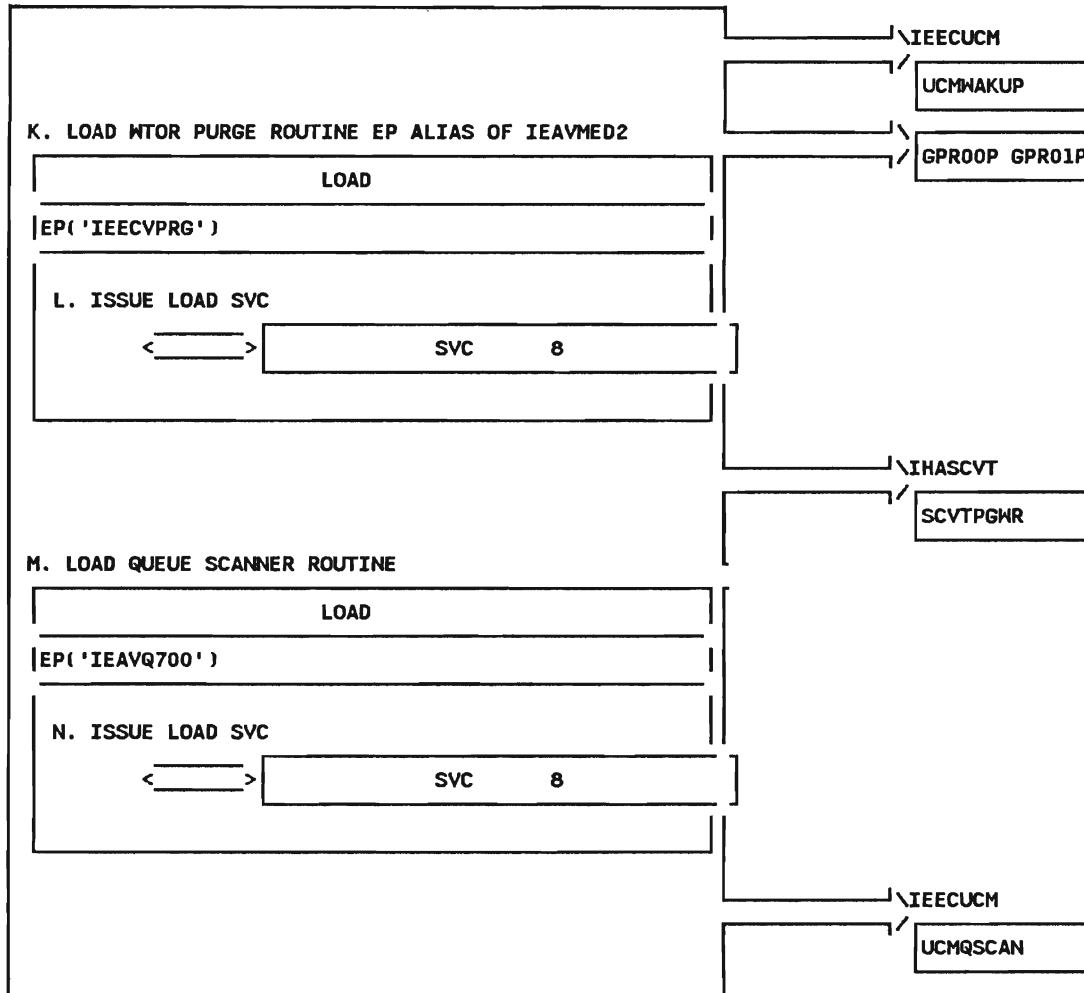 \IEECUCM
UCMWAKUP
K. LOAD WTOR PURGE ROUTINE EP ALIAS OF IEAVMED2
GPR00P GPR01P
LOAD
EP('IEECVPRG')
L. ISSUE LOAD SVC
SVC 8
\IHASCVT
SCVTPGWR
M. LOAD QUEUE SCANNER ROUTINE
LOAD
EP('IEAVQ700')
N. ISSUE LOAD SVC
SVC 8
\IEECUCM
UCMQSCAN